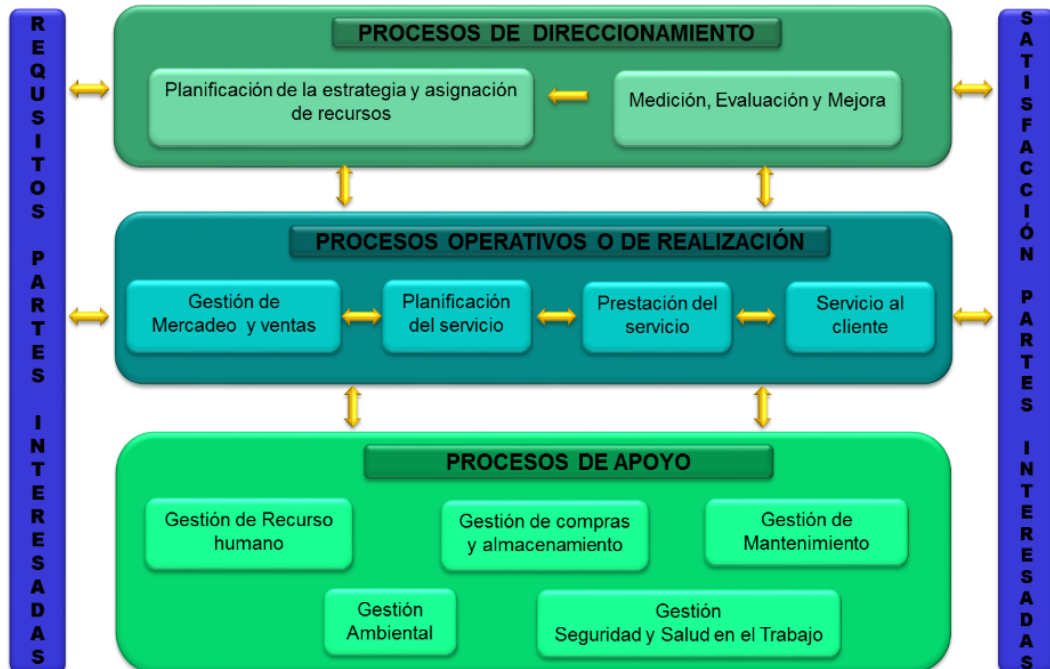 REQUSITOS PARTES INTERESADAS
PROCESOS DE DIRECCIONAMIENTO
Planificación de la estrategia y asignación
de recursos
Medición, Evaluación y Mejora
PROCESOS OPERATIVOS O DE REALIZACIÓN
Gestión de
Mercadeo y ventas
Planificación
del servicio
Prestación del
servicio
Servicio al
cliente
PROCESOS DE APOYO
Gestión de Recurso
humano
Gestión de compras
y almacenamiento
Gestión de
Mantenimiento
Gestión
Ambiental
Gestión
Seguridad y Salud en el Trabajo
SATISFACCIÓN PARTES INTERESADAS